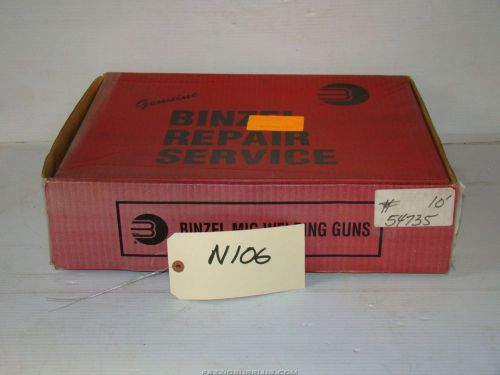 Genuine
BINZEL
REPAIR
SERVICE
BINZEL MIG WELDING GUNS
# 10'
54735
N106